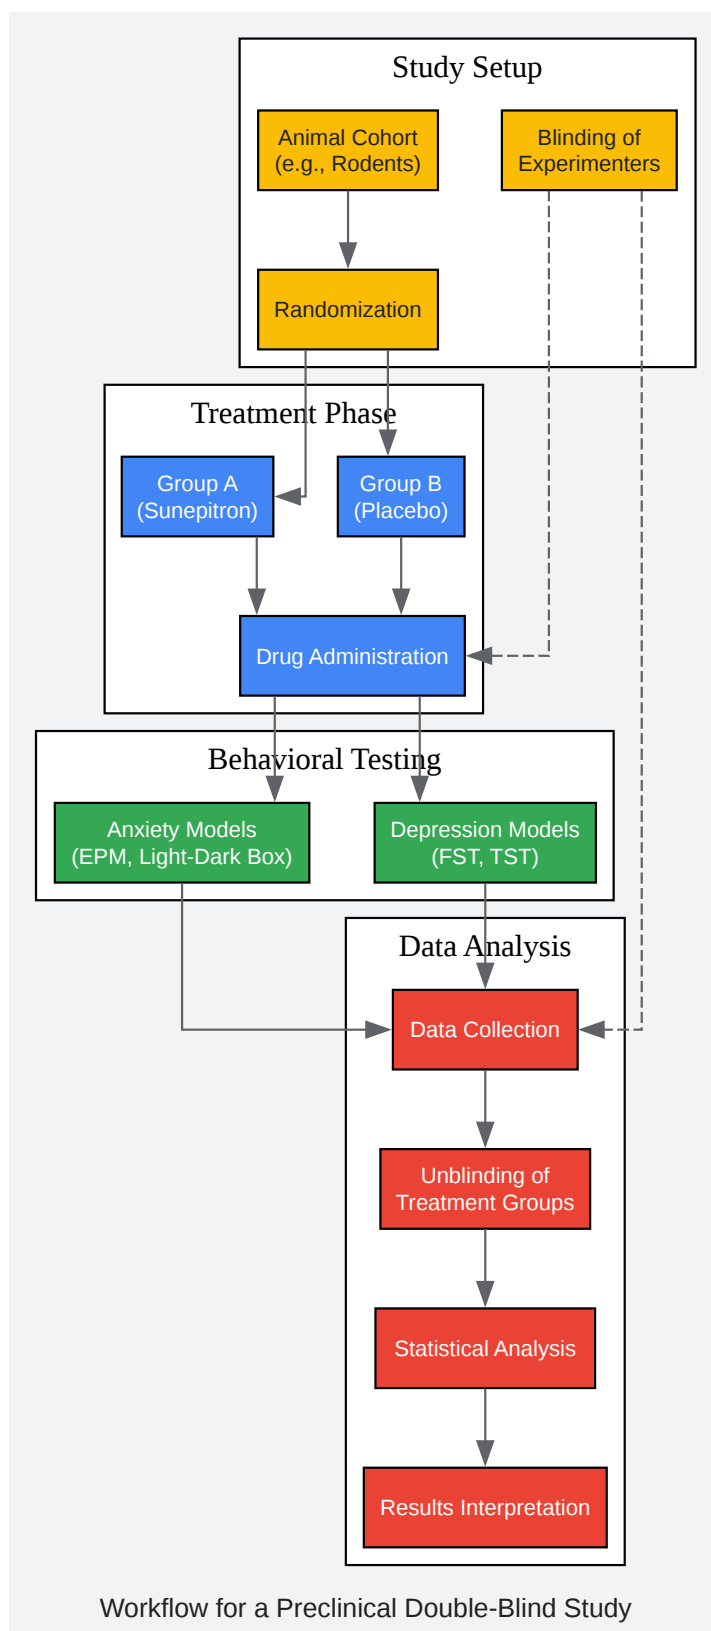 Study Setup
Animal Cohort
(e.g., Rodents)
Blinding of
Experimenters
Randomization
Treatment Phase
Group A
(Sunepitron)
Group B
(Placebo)
Drug Administration
Behavioral Testing
Anxiety Models
(EPM, Light-Dark Box)
Depression Models
(FST, TST)
Data Analysis
Data Collection
Unblinding of
Treatment Groups
Statistical Analysis
Results Interpretation
Workflow for a Preclinical Double-Blind Study